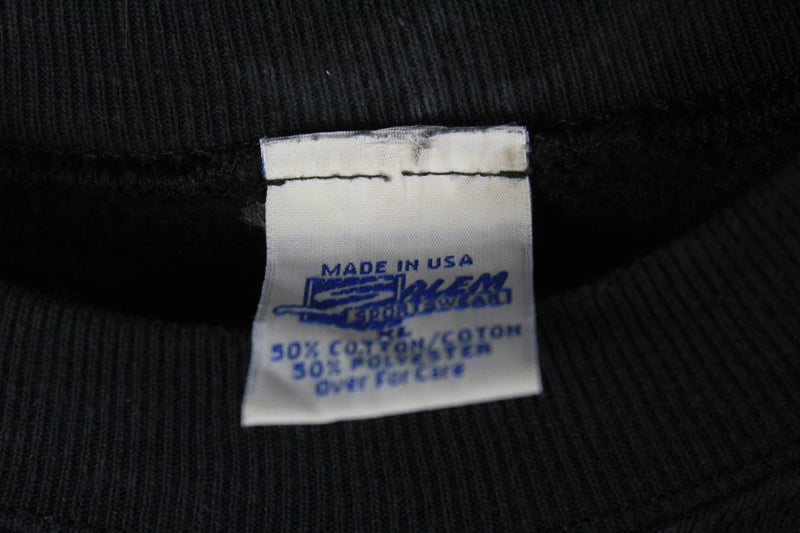 MADE IN USA
SALEM
SPORTSWEAR
XL
50% COTTON/COTON
50% POLYESTER
Over For Care